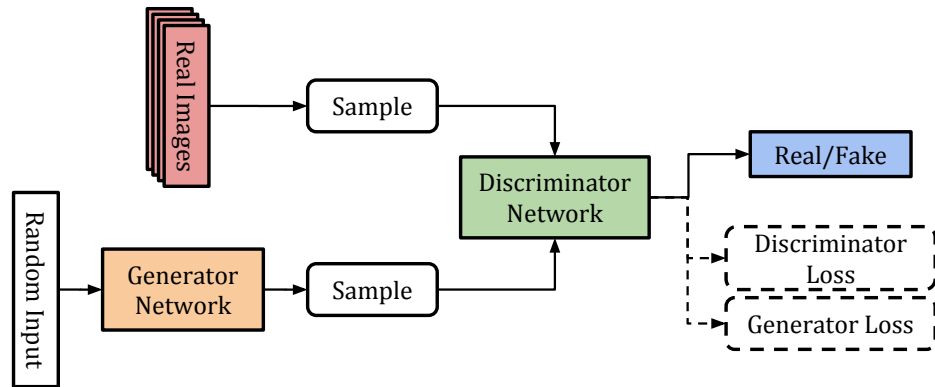 Real Images
Sample
Real/Fake
Discriminator
Network
Discriminator
Loss
Random Input
Generator
Network
Sample
Generator Loss